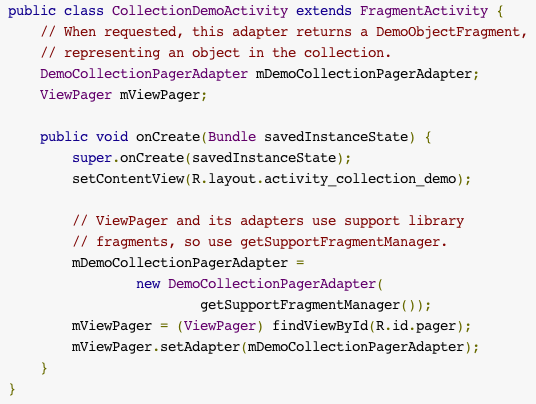 public class CollectionDemoActivity extends FragmentActivity {
    // When requested, this adapter returns a DemoObjectFragment,
    // representing an object in the collection.
    DemoCollectionPagerAdapter mDemoCollectionPagerAdapter;
    ViewPager mViewPager;

    public void onCreate(Bundle savedInstanceState) {
        super.onCreate(savedInstanceState);
        setContentView(R.layout.activity_collection_demo);

        // ViewPager and its adapters use support library
        // fragments, so use getSupportFragmentManager.
        mDemoCollectionPagerAdapter =
                new DemoCollectionPagerAdapter(
                        getSupportFragmentManager());
        mViewPager = (ViewPager) findViewById(R.id.pager);
        mViewPager.setAdapter(mDemoCollectionPagerAdapter);
    }
}